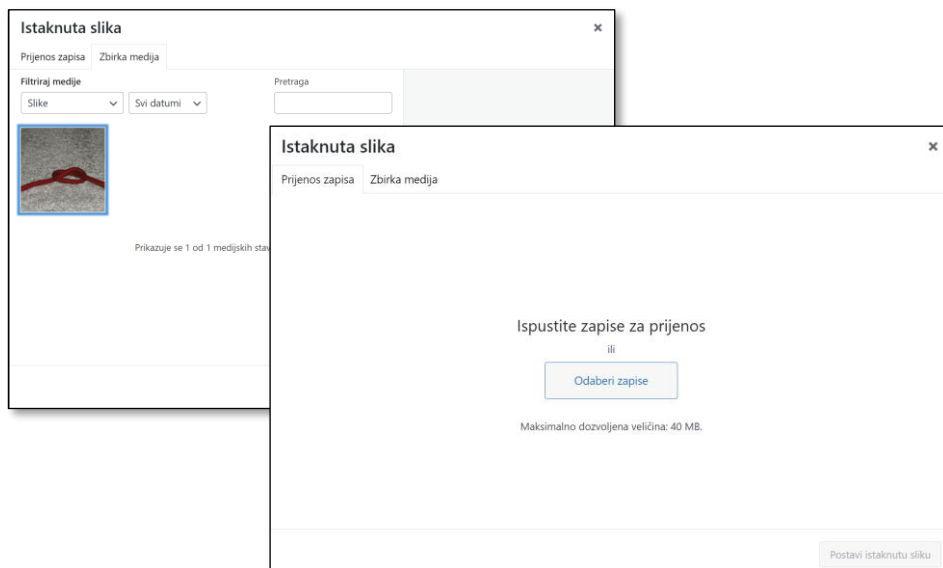 Istaknuta slika
Prijenos zapisa Zbirka medija
Filtriraj medije Pretraga
Slike Svi datumi
Prikazuje se 1 od 1 medijskih
Istaknuta slika
Prijenos zapisa Zbirka medija
Ispustite zapise za prijenos
ili
Odaberi zapise
Maksimalno dozvoljena veličina: 40 MB.
Postavi istaknutu sliku